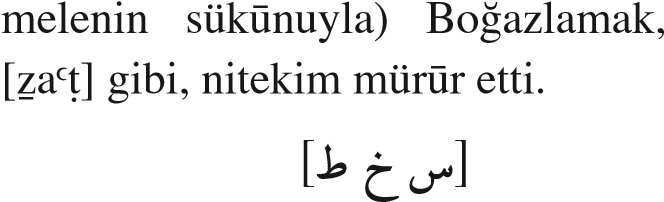 melenin sükūnuyla) Boğazlamak,
[ẕaʿṭ] gibi, nitekim mürūr etti.
[س خ ط]